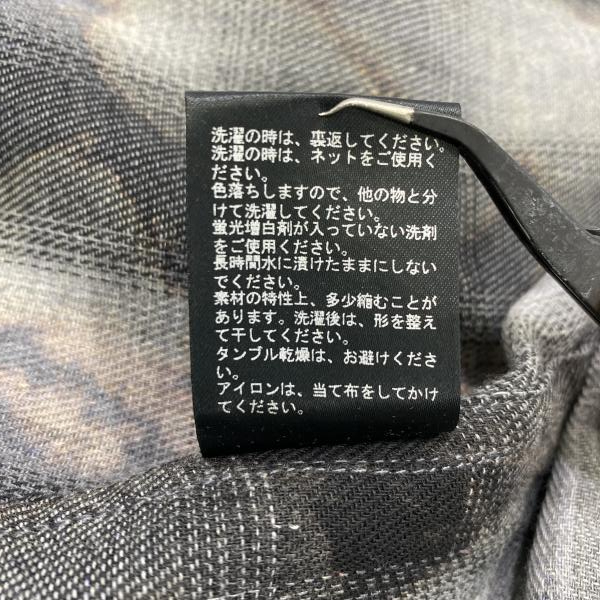 洗濯の時は、裏返してください。
洗濯の時は、ネットをご使用く
ださい。
色落ちしますので、他の物と分
けて洗濯してください。
蛍光増白剤が入っていない洗剤
をご使用ください。
長時間水に漬けたままにしない
でください。
素材の特性上、多少縮むことが
あります。洗濯後は、形を整え
て干してください。
タンブル乾燥は、お避けくださ
い。
アイロンは、当て布をしてかけ
てください。